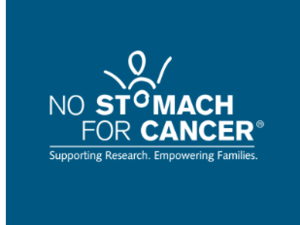 NO STOMACH
FOR CANCER®
Supporting Research. Empowering Families.